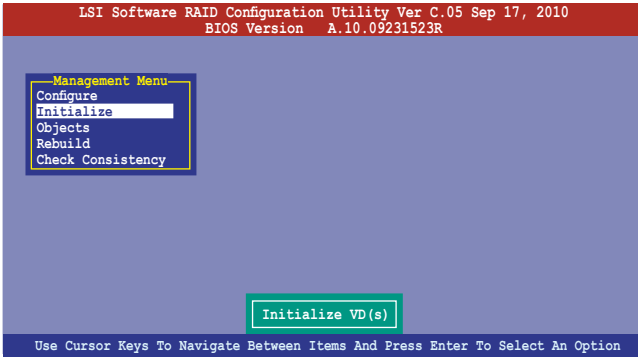 LSI Software RAID Configuration Utility Ver C.05 Sep 17, 2010
BIOS Version A.10.09231523R
Management Menu
Configure
Initialize
Objects
Rebuild
Check Consistency
Initialize VD(s)
Use Cursor Keys To Navigate Between Items And Press Enter To Select An Option